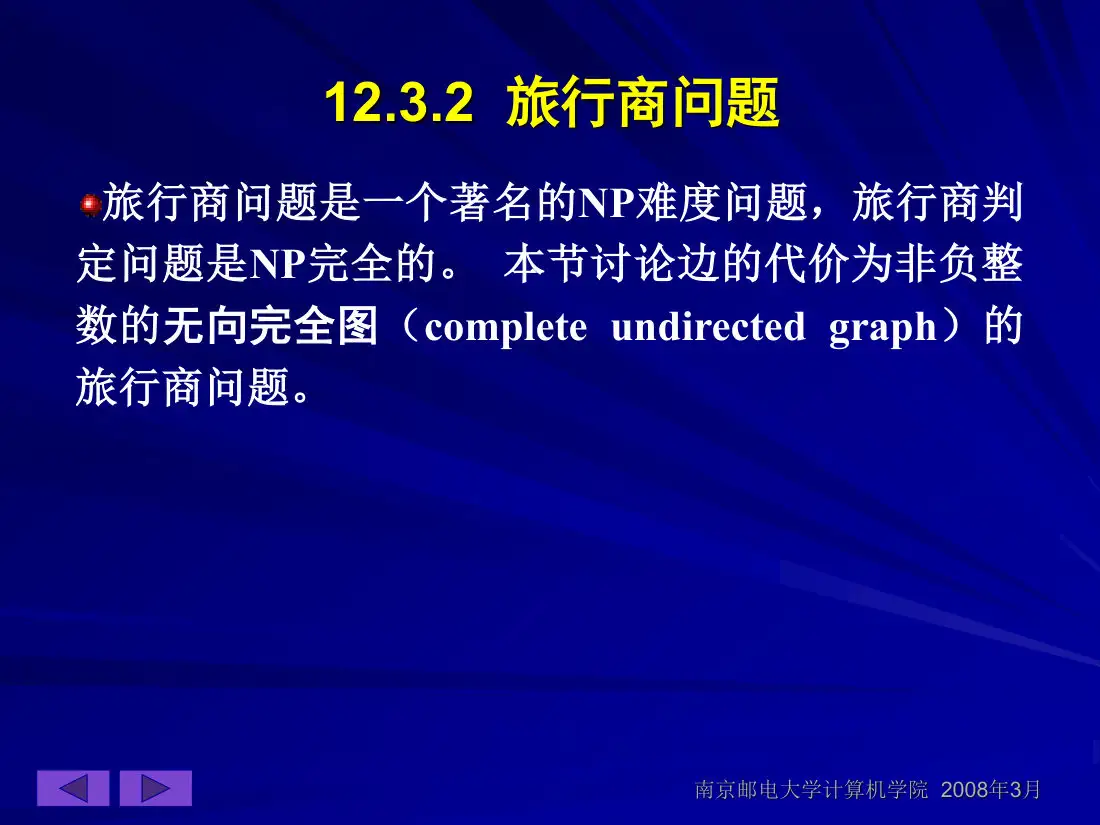 12.3.2 旅行商问题
旅行商问题是一个著名的NP难度问题，旅行商判
定问题是NP完全的。 本节讨论边的代价为非负整
数的无向完全图（complete undirected graph）的
旅行商问题。
南京邮电大学计算机学院 2008年3月